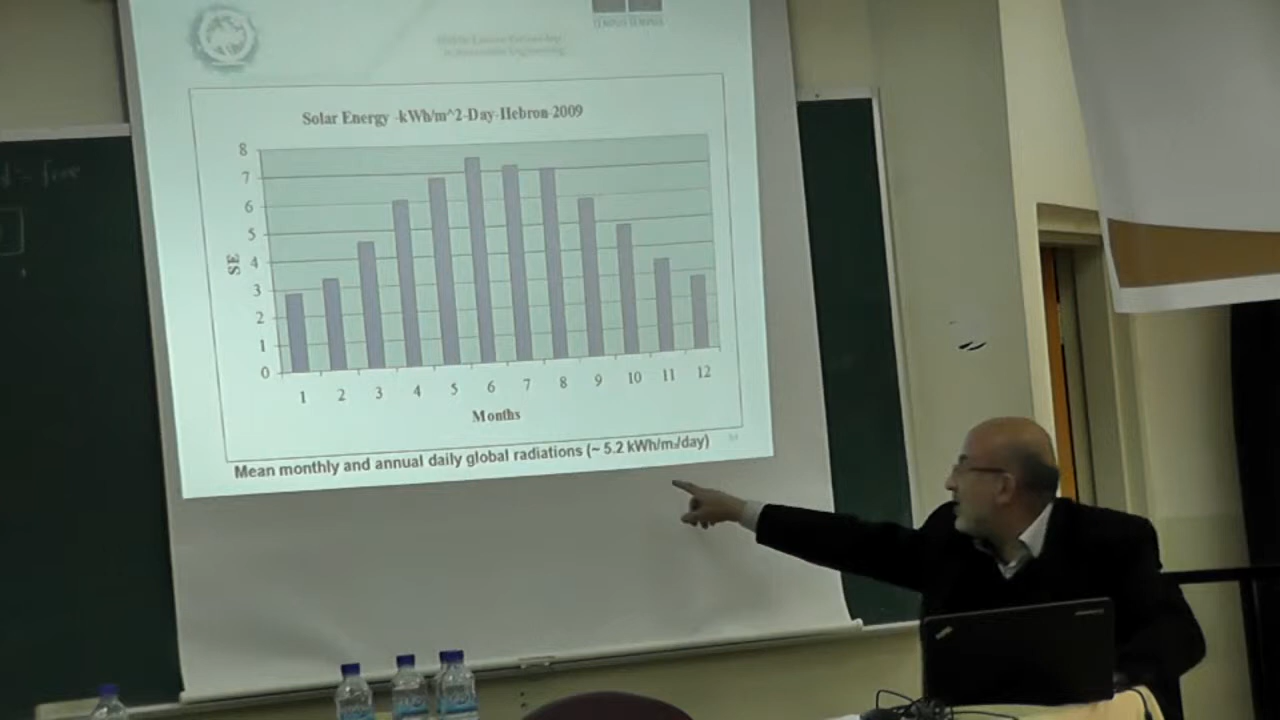 Solar Energy -kWh/m^2-Day-Hebron-2009
8
7
6
5
4
3
2
1
0
SE
1 2 3 4 5 6 7 8 9 10 11 12
Months
Mean monthly and annual daily global radiations (~ 5.2 kWh/m2/day)